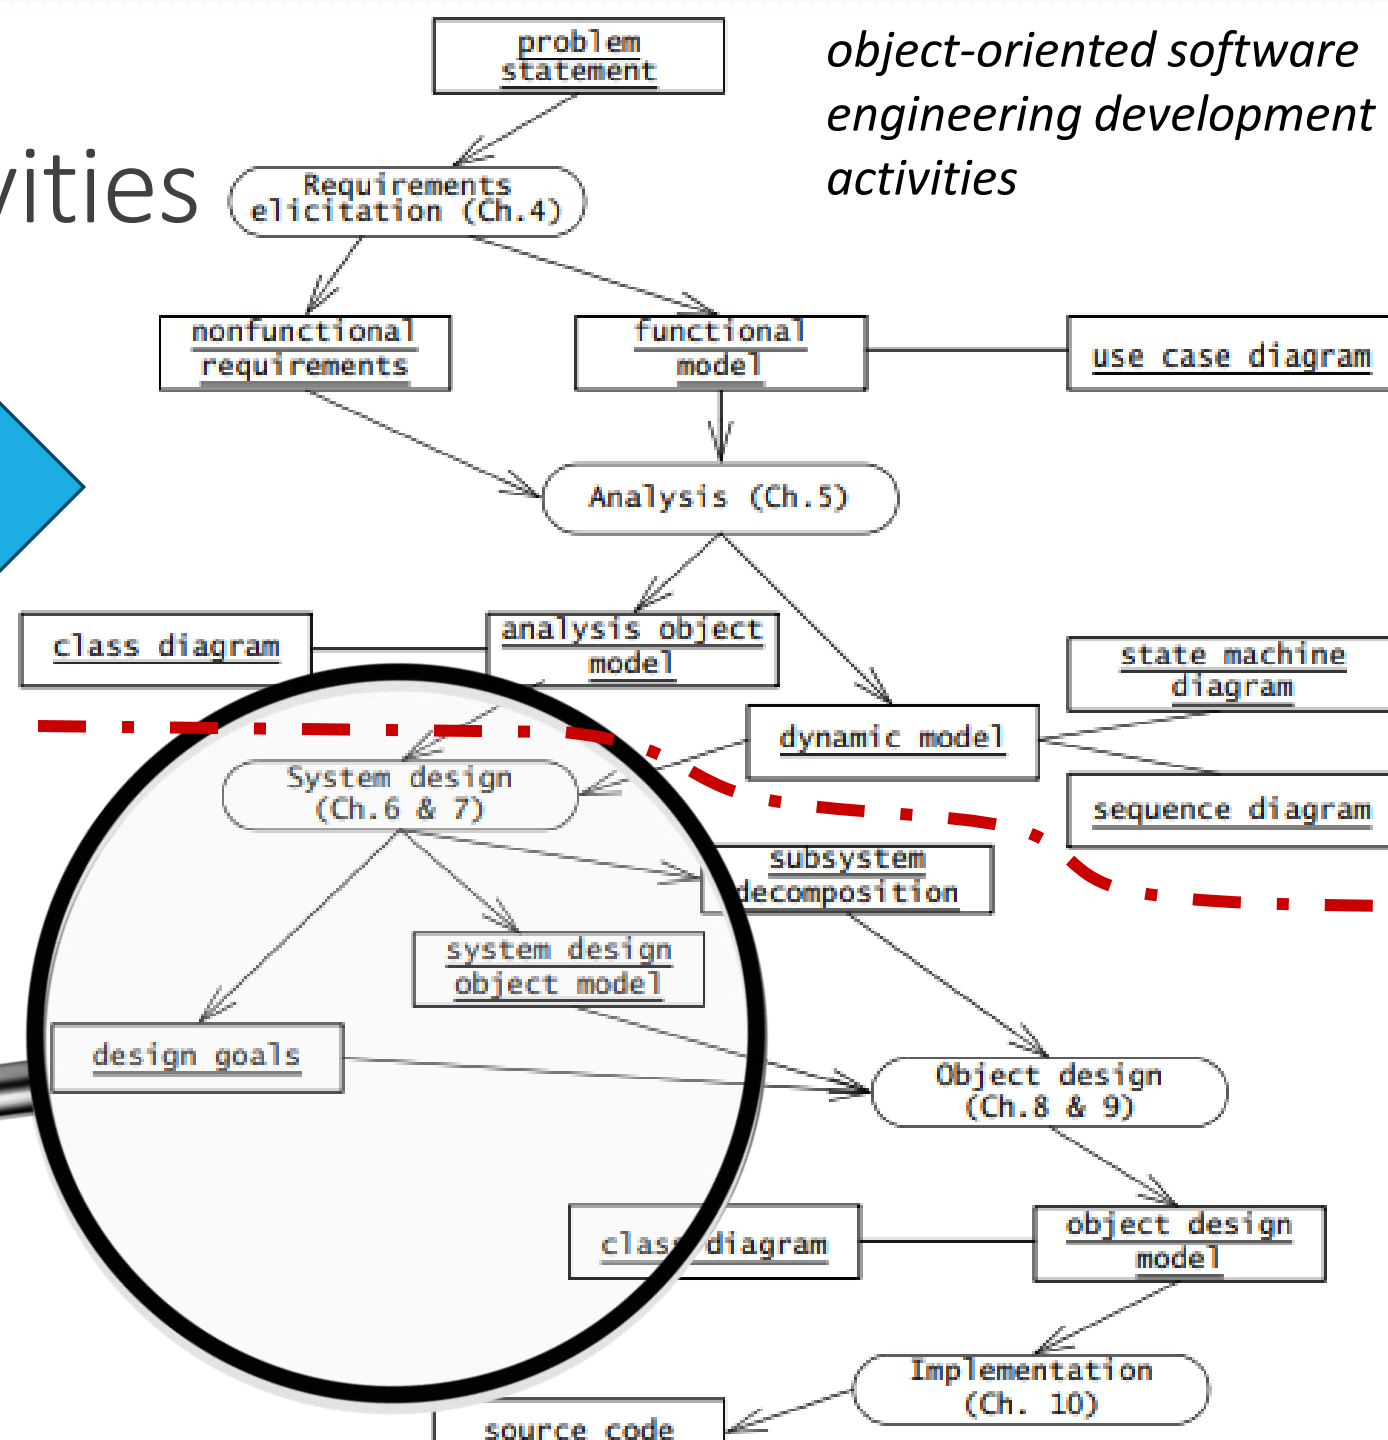 object-oriented software
engineering development
activities
problem
statement
vities
Requirements
elicitation (Ch.4)
nonfunctional
requirements
functional
model
use case diagram
Analysis (Ch.5)
class diagram
analysis object
model
state machine
diagram
dynamic model
System design
(Ch.6 & 7)
sequence diagram
subsystem
decomposition
system design
object model
design goals
Object design
(Ch.8 & 9)
class diagram
object design
model
Implementation
(Ch. 10)
source code